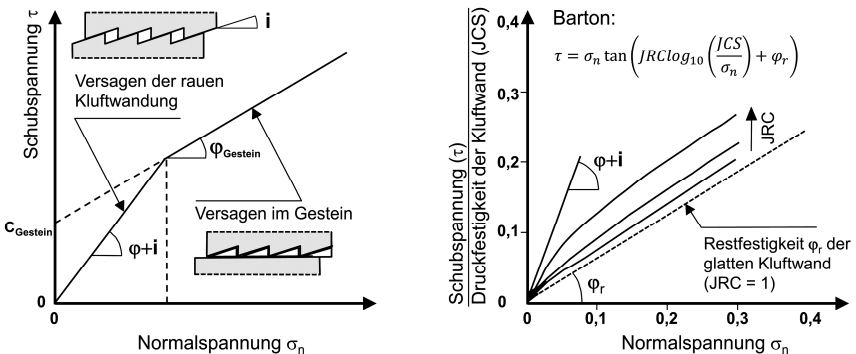 Schubspannung τ
i
Versagen der rauen
Kluftwandung
φGestein
cGestein
Versagen im Gestein
φ+i
0
0
Normalspannung σn
Schubspannung (τ)
Druckfestigkeit der Kluftwand (JCS)
0,4
0,3
0,2
0,1
0
Barton:
τ = σn tan(JRClog10(JCS/σn) + φr)
JRC
φ+i
Restfestigkeit φr der
glatten Kluftwand
(JRC = 1)
φr
0 0,1 0,2 0,3 0,4
Normalspannung σn